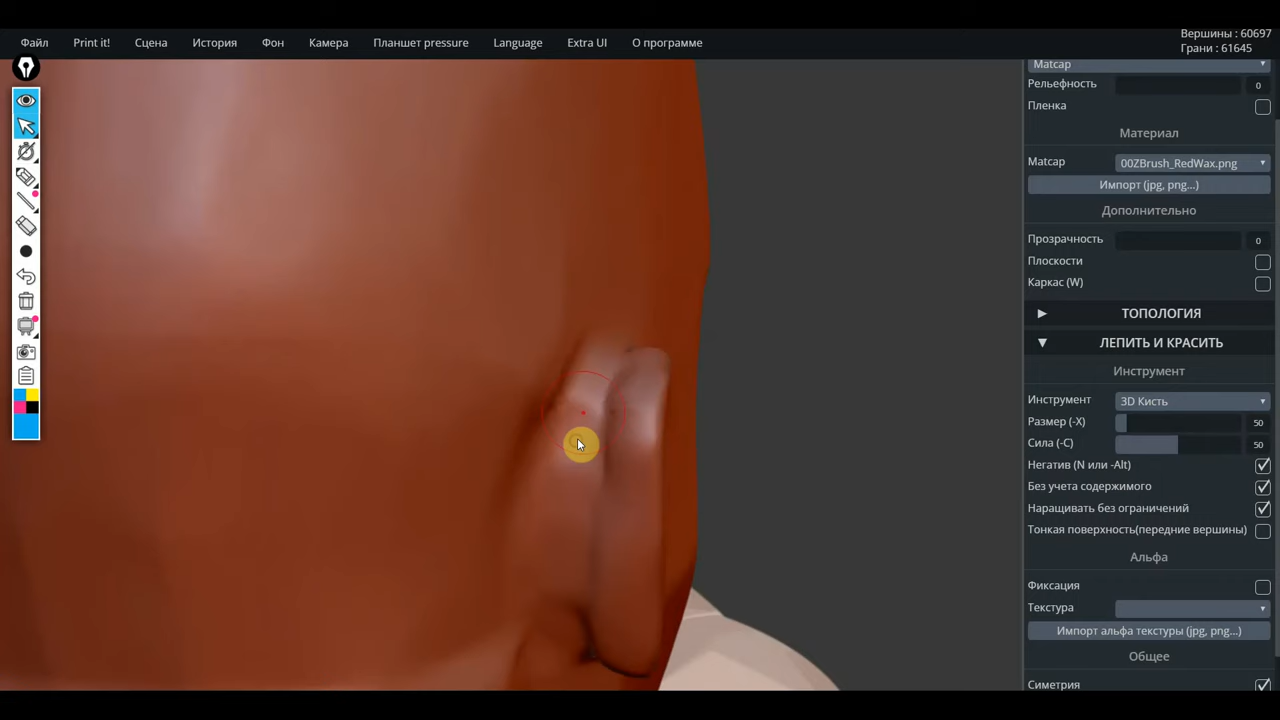 Файл Print it! Сцена История Фон Камера Планшет pressure Language Extra UI О программе
Вершины : 60697
Грани : 61645
Matcap
Рельефность 0
Пленка
Материал
Matcap 00ZBrush_RedWax.png
Импорт (jpg, png...)
Дополнительно
Прозрачность 0
Плоскости
Каркас (W)
ТОПОЛОГИЯ
ЛЕПИТЬ И КРАСИТЬ
Инструмент
Инструмент 3D Кисть
Размер (-X) 50
Сила (-C) 50
Негатив (N или -Alt)
Без учета содержимого
Наращивать без ограничений
Тонкая поверхность(передние вершины)
Альфа
Фиксация
Текстура
Импорт альфа текстуры (jpg, png...)
Общее
Симетрия